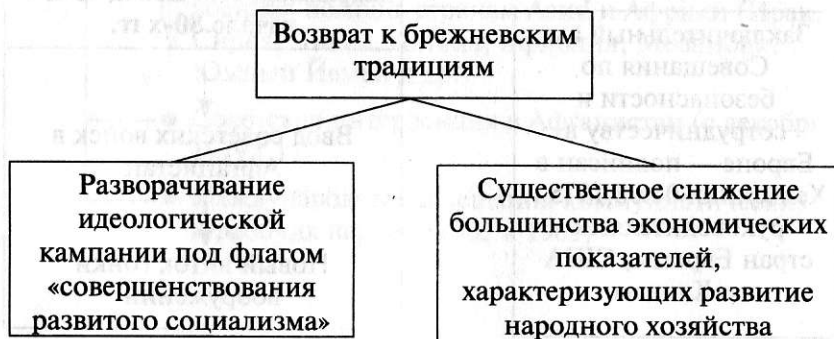 Возврат к брежневским
традициям
Разворачивание
идеологической
кампании под флагом
«совершенствования
развитого социализма»
Существенное снижение
большинства экономических
показателей,
характеризующих развитие
народного хозяйства